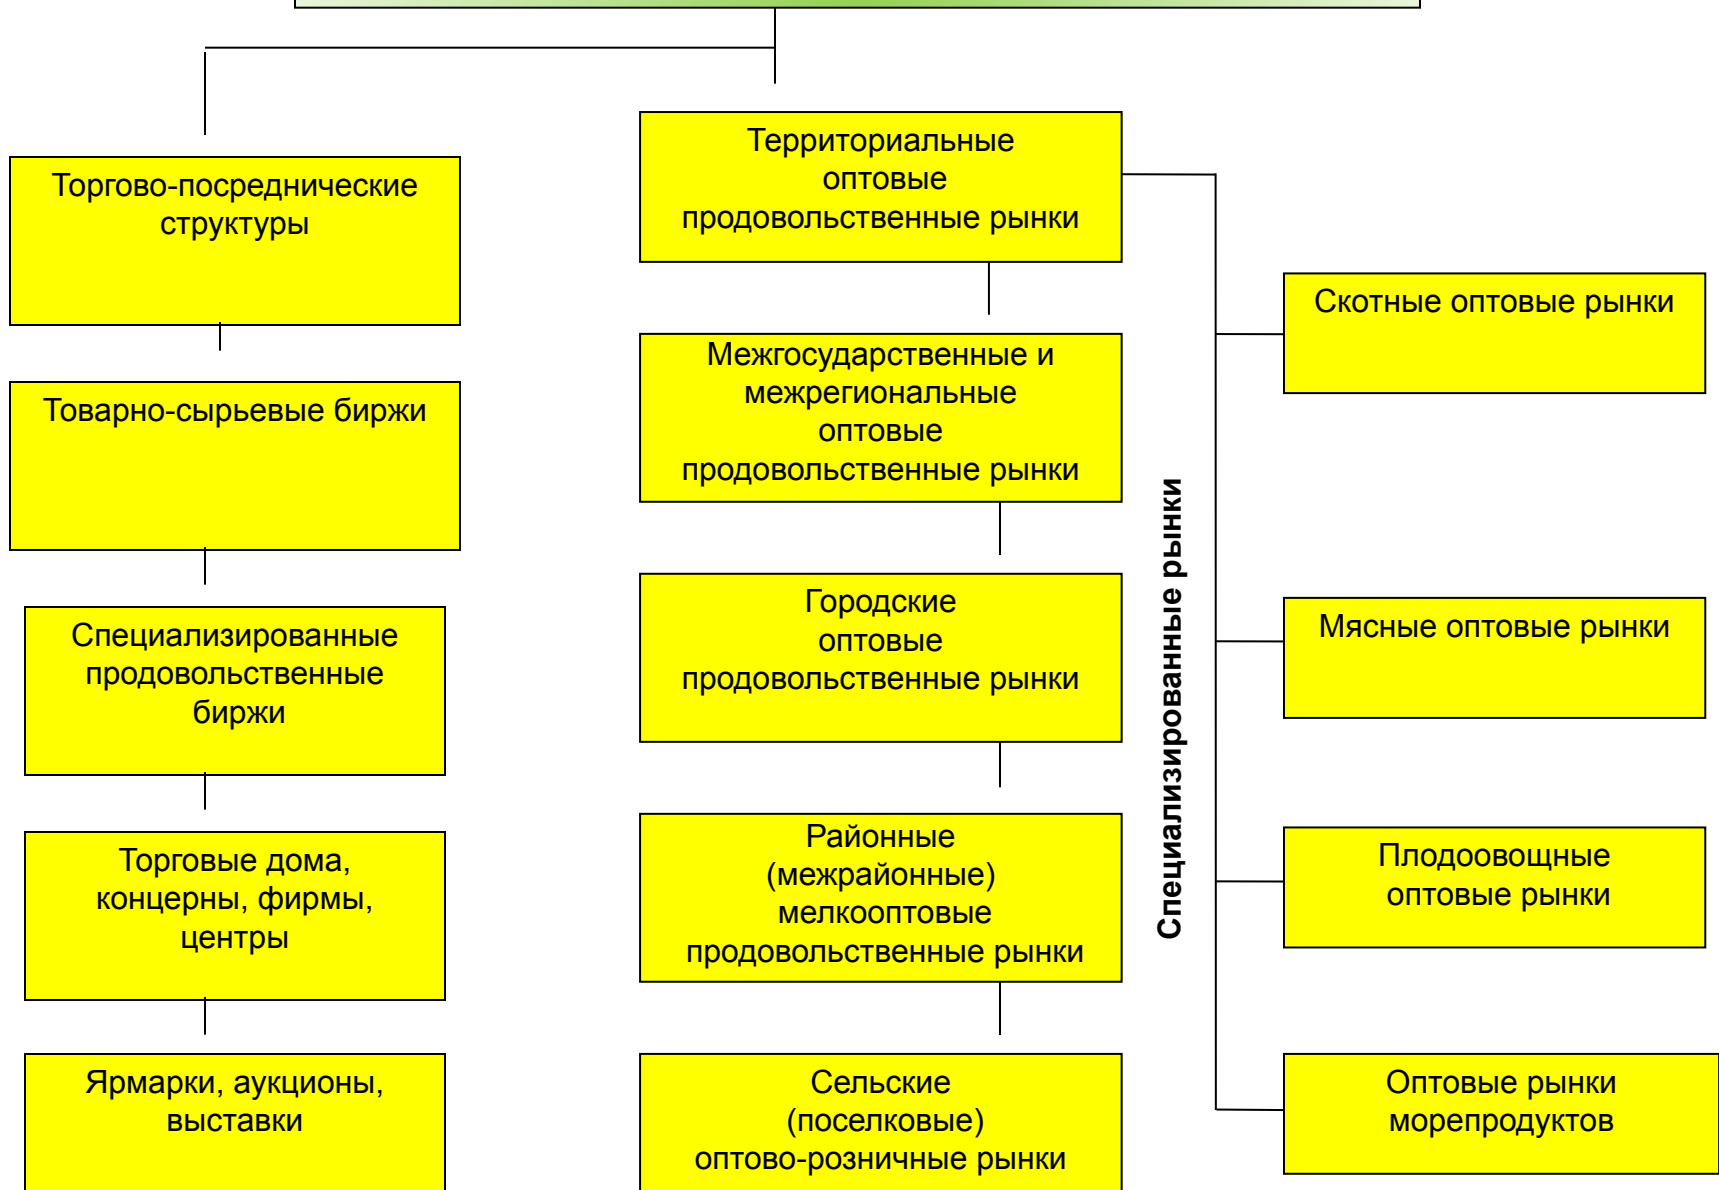 Торгово-посреднические
структуры
Товарно-сырьевые биржи
Специализированные
продовольственные
биржи
Торговые дома,
концерны, фирмы,
центры
Ярмарки, аукционы,
выставки
Территориальные
оптовые
продовольственные рынки
Межгосударственные и
межрегиональные
оптовые
продовольственные рынки
Городские
оптовые
продовольственные рынки
Районные
(межрайонные)
мелкооптовые
продовольственные рынки
Сельские
(поселковые)
оптово-розничные рынки
Специализированные рынки
Скотные оптовые рынки
Мясные оптовые рынки
Плодоовощные
оптовые рынки
Оптовые рынки
морепродуктов